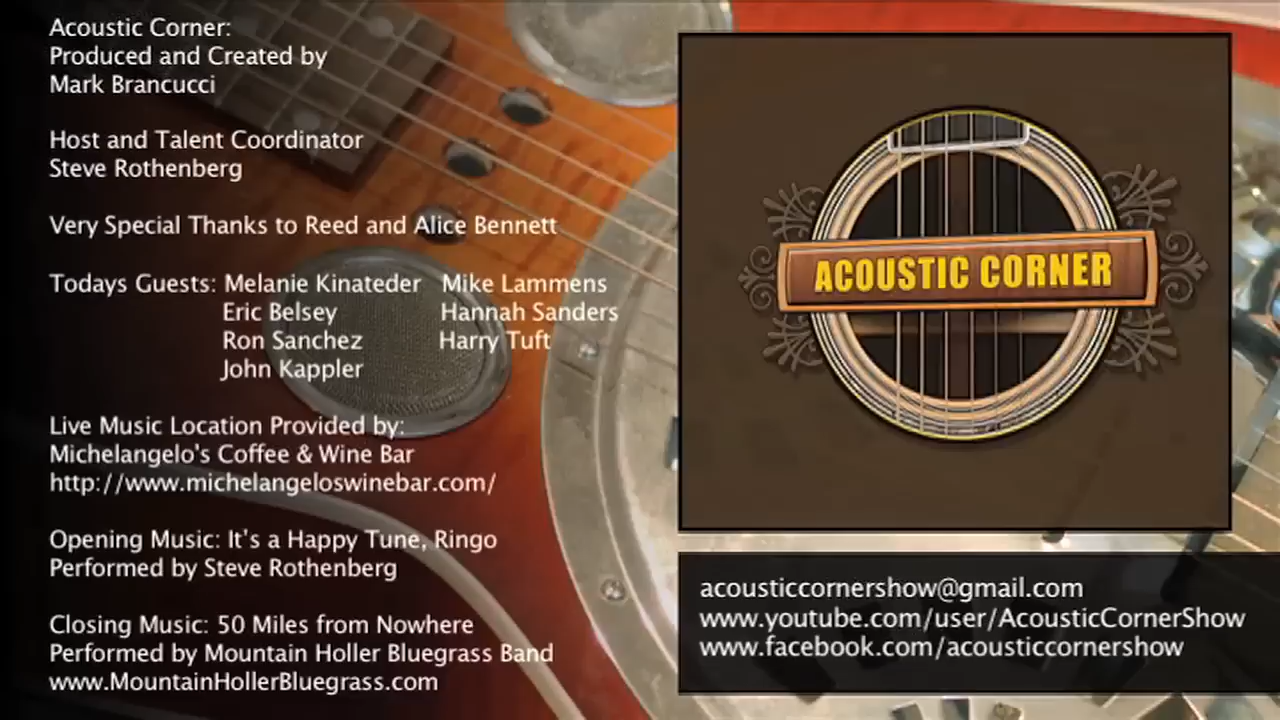 Acoustic Corner:
Produced and Created by
Mark Brancucci
Host and Talent Coordinator
Steve Rothenberg
Very Special Thanks to Reed and Alice Bennett
Todays Guests: Melanie Kinateder Mike Lammens
Eric Belsey Hannah Sanders
Ron Sanchez Harry Tuft
John Kappler
Live Music Location Provided by:
Michelangelo's Coffee & Wine Bar
http://www.michelangeloswinebar.com/
Opening Music: It's a Happy Tune, Ringo
Performed by Steve Rothenberg
Closing Music: 50 Miles from Nowhere
Performed by Mountain Holler Bluegrass Band
www.MountainHollerBluegrass.com
ACOUSTIC CORNER
acousticcornershow@gmail.com
www.youtube.com/user/AcousticCornerShow
www.facebook.com/acousticcornershow